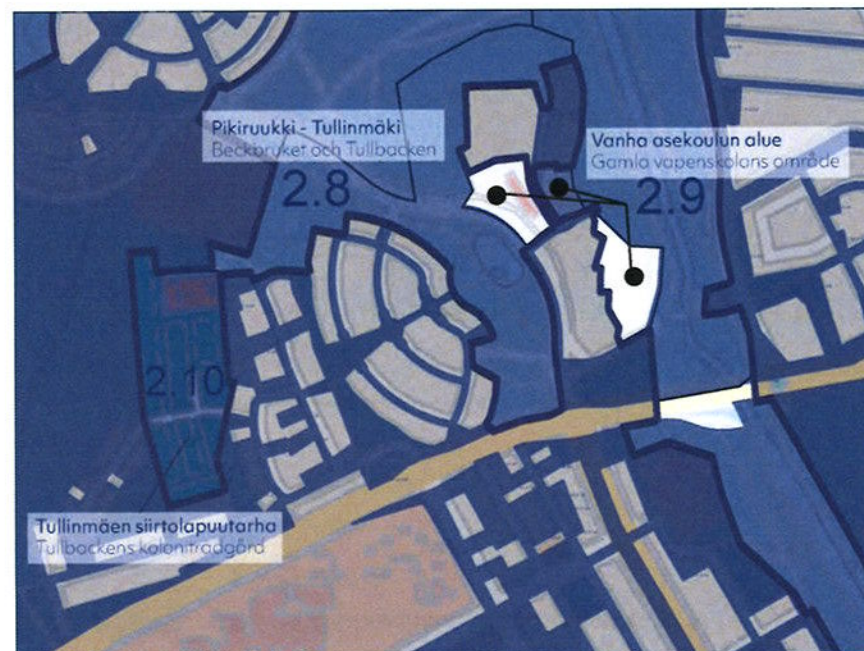 Pikiruukki - Tullinmäki
Beckbruket och Tullbacken
2.8
Vanha asekoulun alue
Gamla vapenskolans område
2.9
2.10
Tullinmäen siirtolapuutarha
Tullbackens koloniträdgård